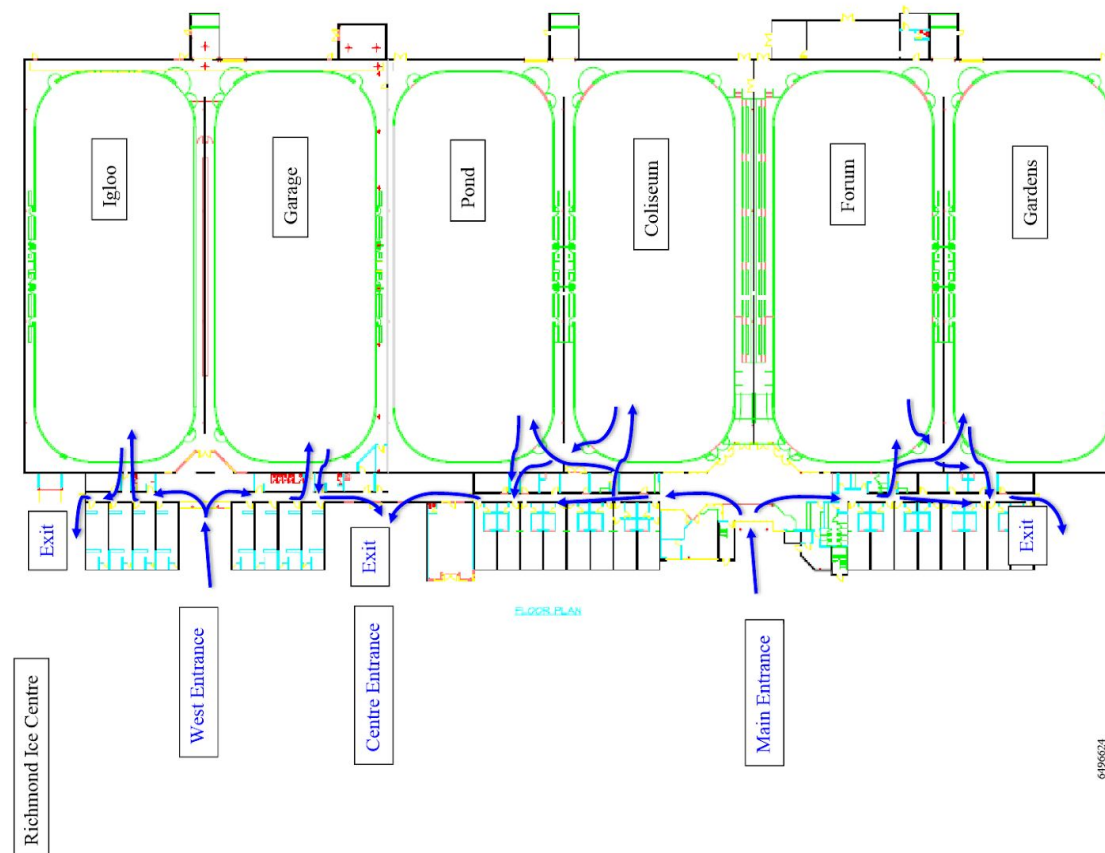 Igloo
Garage
Pond
Coliseum
Forum
Gardens
Exit
Exit
Exit
West Entrance
Centre Entrance
Main Entrance
FLOOR PLAN
Richmond Ice Centre
6496624